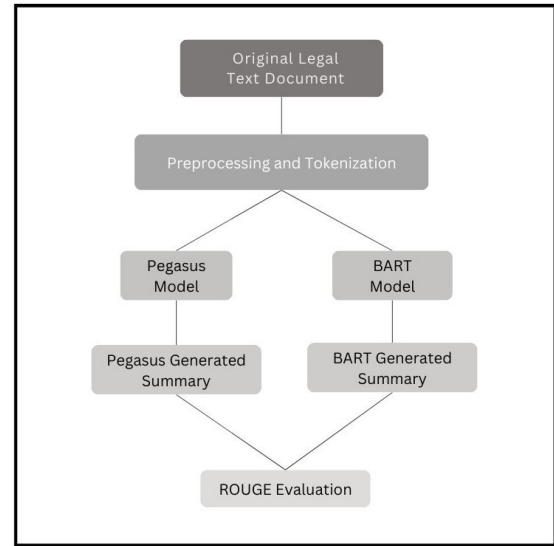 Original Legal
Text Document
Preprocessing and Tokenization
Pegasus
Model
BART
Model
Pegasus Generated
Summary
BART Generated
Summary
ROUGE Evaluation